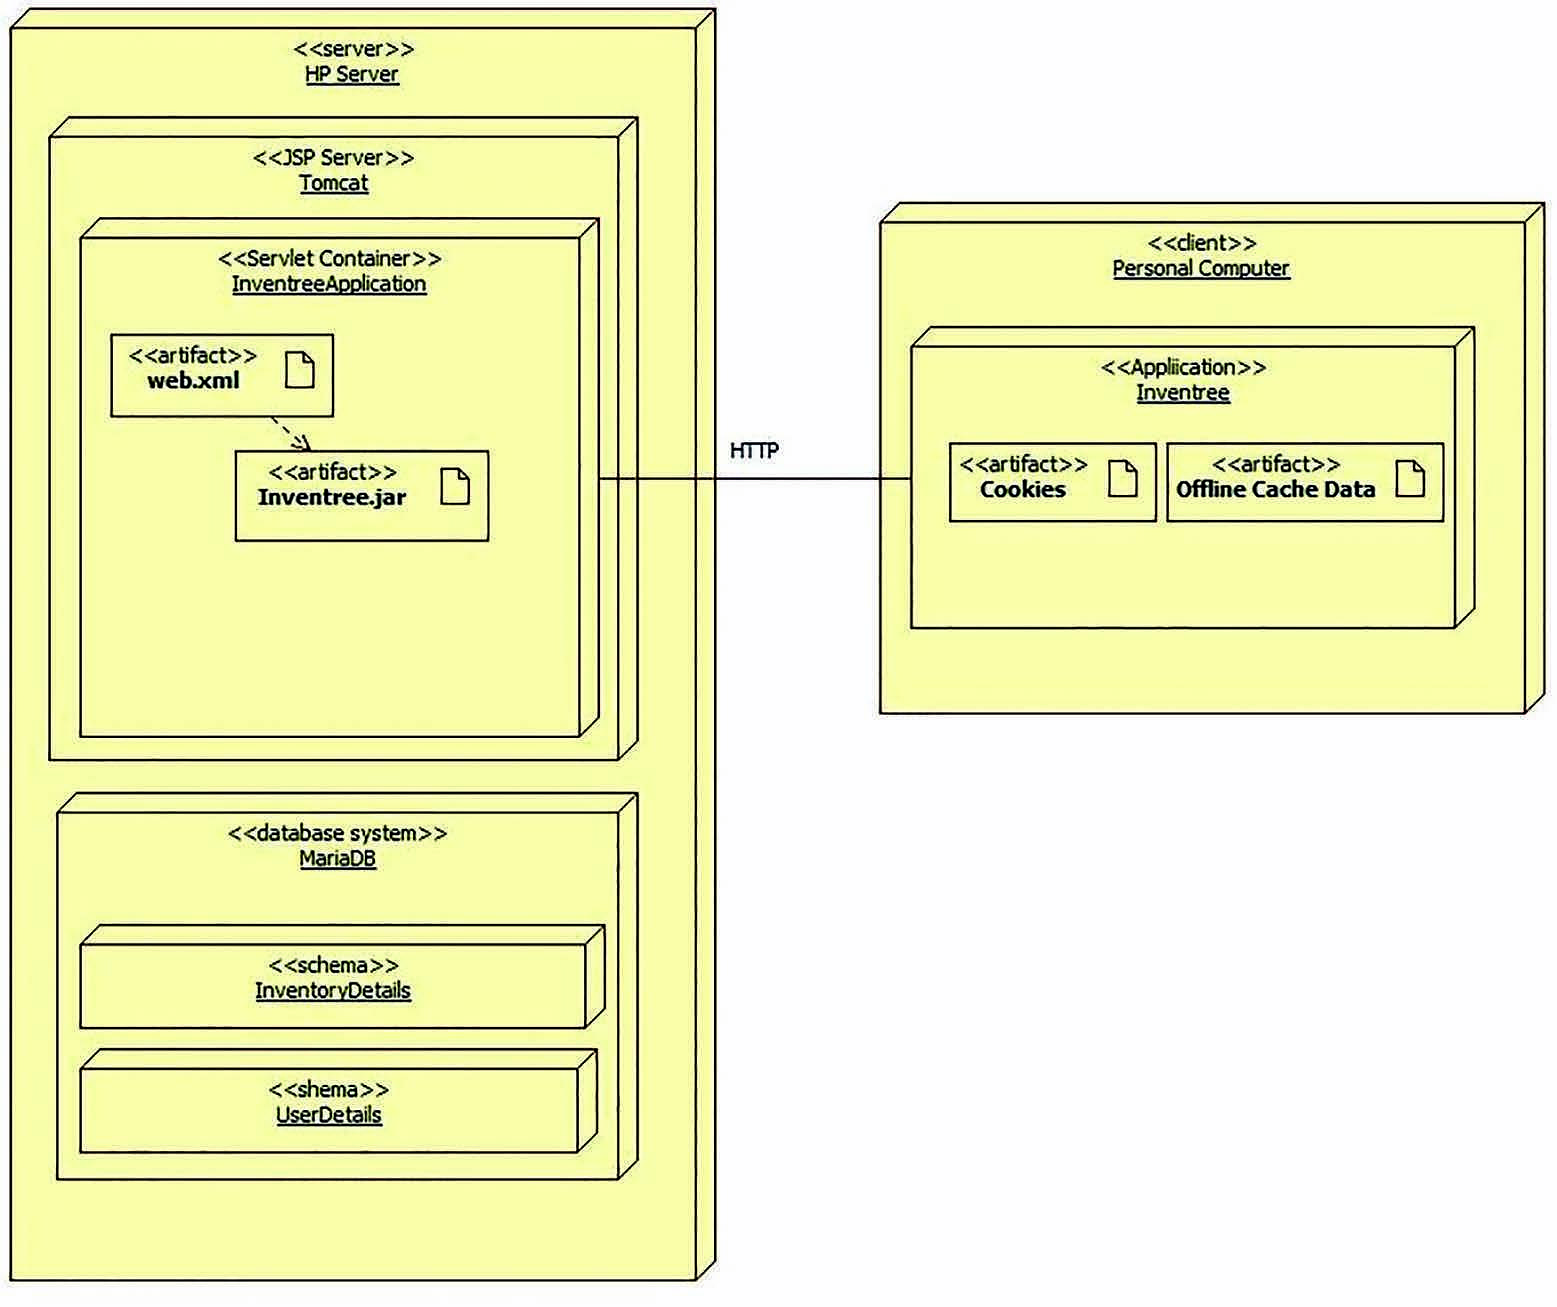 <<server>>
HP Server
<<JSP Server>>
Tomcat
<<Servlet Container>>
InventreeApplication
<<artifact>>
web.xml
<<artifact>>
Inventree.jar
HTTP
<<client>>
Personal Computer
<<Appliication>>
Inventree
<<artifact>>
Cookies
<<artifact>>
Offline Cache Data
<<database system>>
MariaDB
<<schema>>
InventoryDetails
<<shema>>
UserDetails